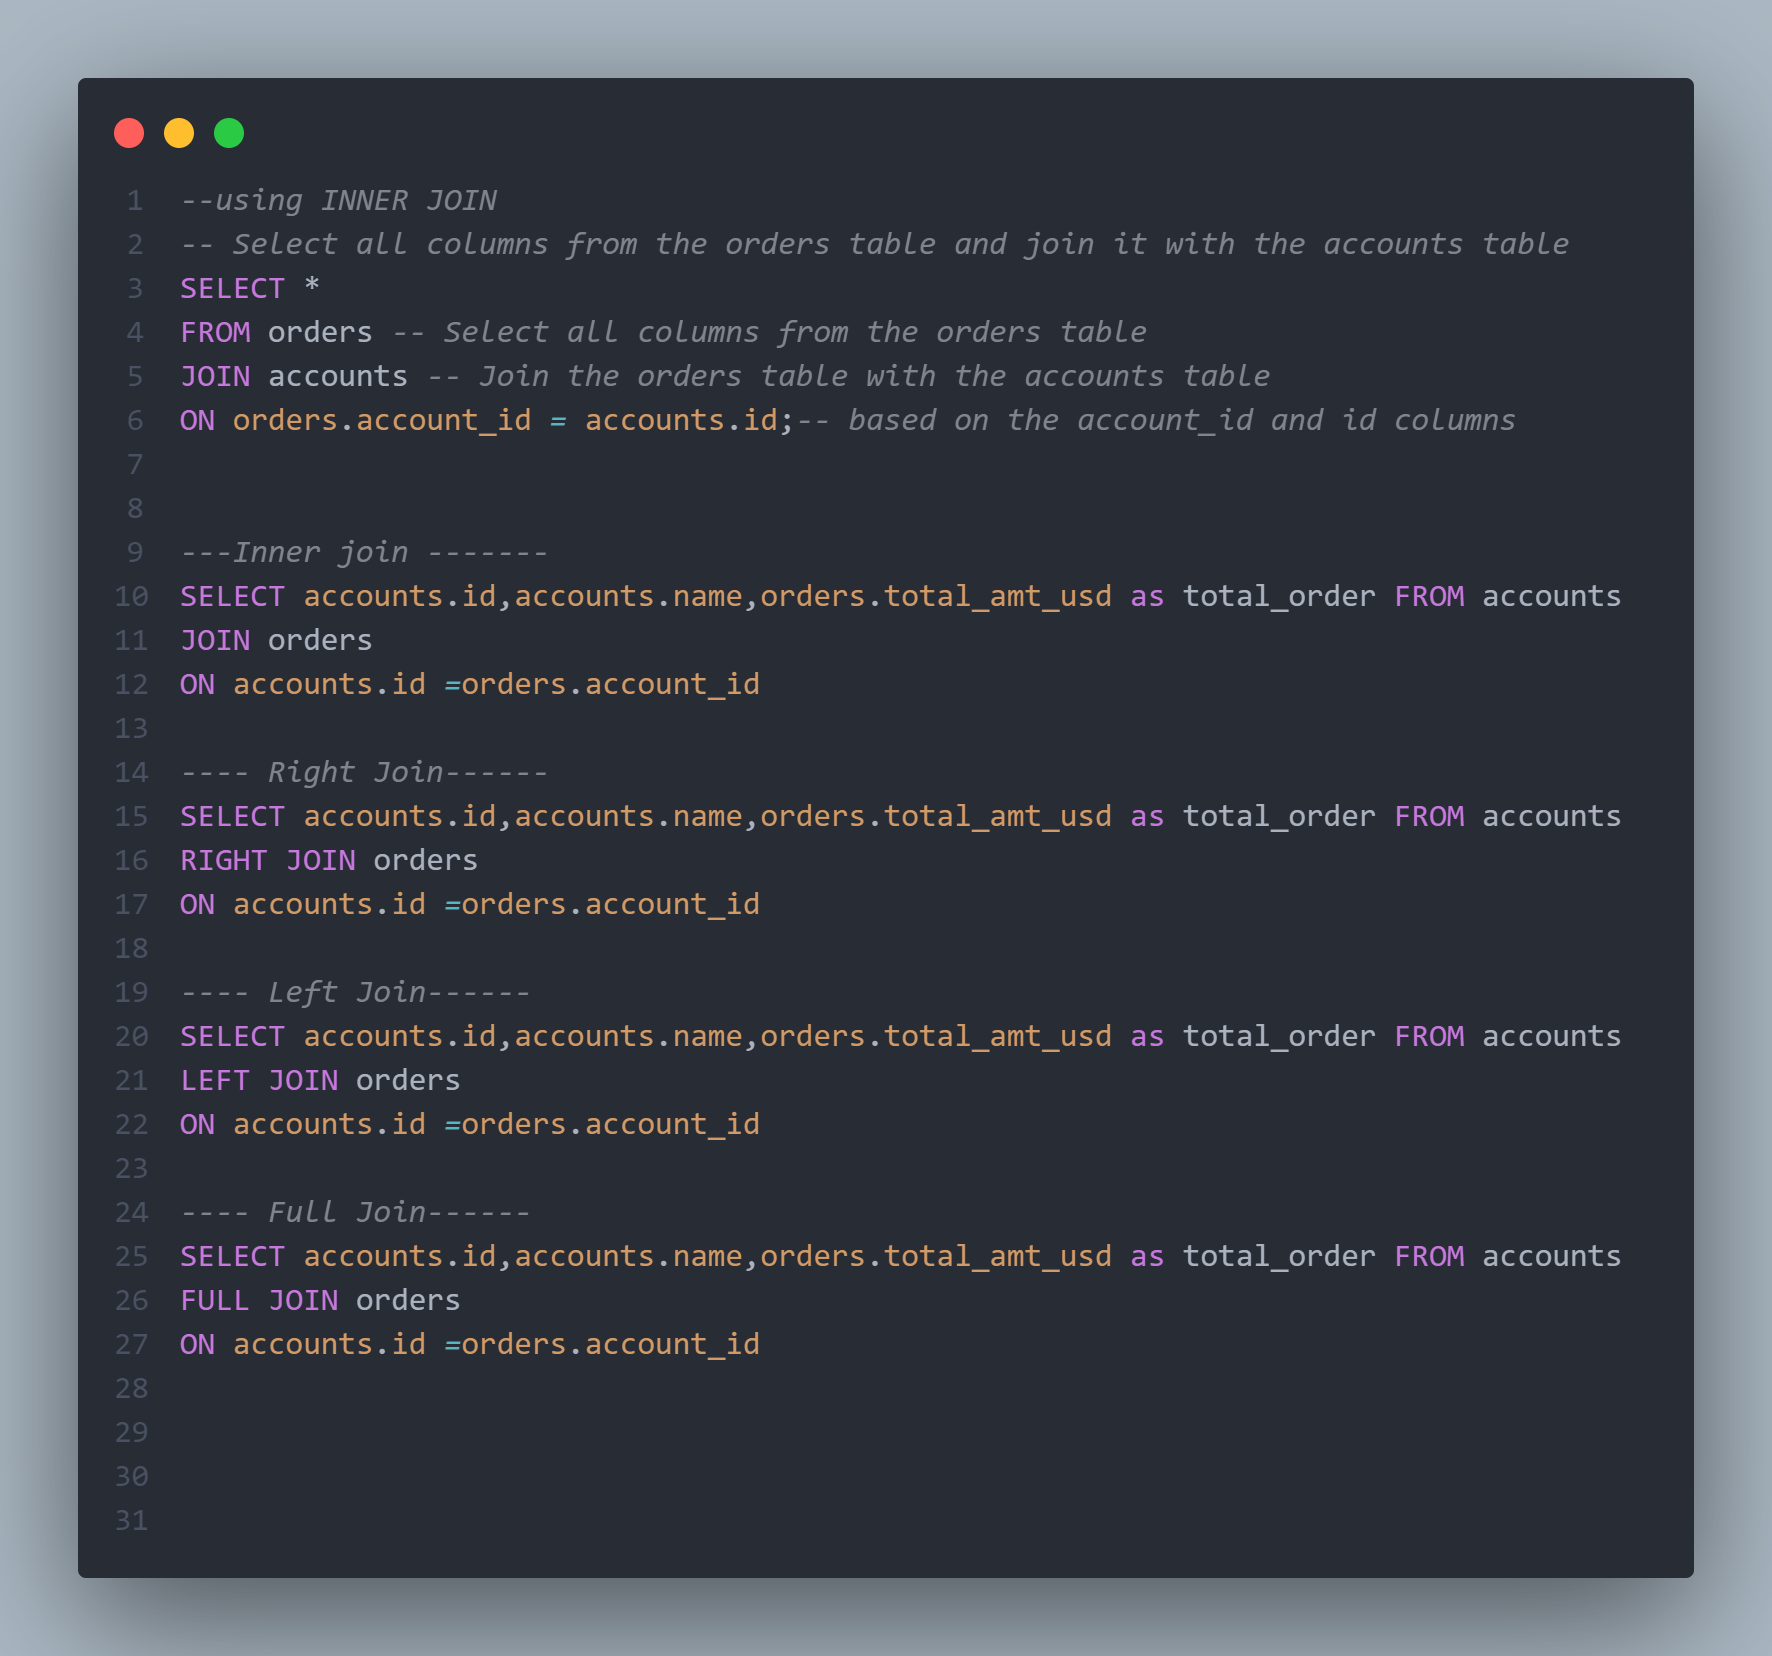 1 --using INNER JOIN
2 -- Select all columns from the orders table and join it with the accounts table
3 SELECT *
4 FROM orders -- Select all columns from the orders table
5 JOIN accounts -- Join the orders table with the accounts table
6 ON orders.account_id = accounts.id;-- based on the account_id and id columns
7
8
9 ---Inner join -------
10 SELECT accounts.id,accounts.name,orders.total_amt_usd as total_order FROM accounts
11 JOIN orders
12 ON accounts.id =orders.account_id
13
14 ---- Right Join------
15 SELECT accounts.id,accounts.name,orders.total_amt_usd as total_order FROM accounts
16 RIGHT JOIN orders
17 ON accounts.id =orders.account_id
18
19 ---- Left Join------
20 SELECT accounts.id,accounts.name,orders.total_amt_usd as total_order FROM accounts
21 LEFT JOIN orders
22 ON accounts.id =orders.account_id
23
24 ---- Full Join------
25 SELECT accounts.id,accounts.name,orders.total_amt_usd as total_order FROM accounts
26 FULL JOIN orders
27 ON accounts.id =orders.account_id
28
29
30
31